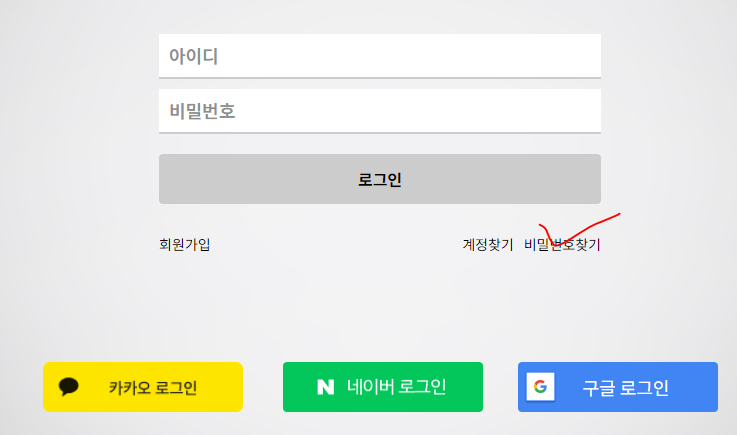 아이디
비밀번호
로그인
회원가입 계정찾기 비밀번호찾기
카카오 로그인 네이버 로그인 구글 로그인